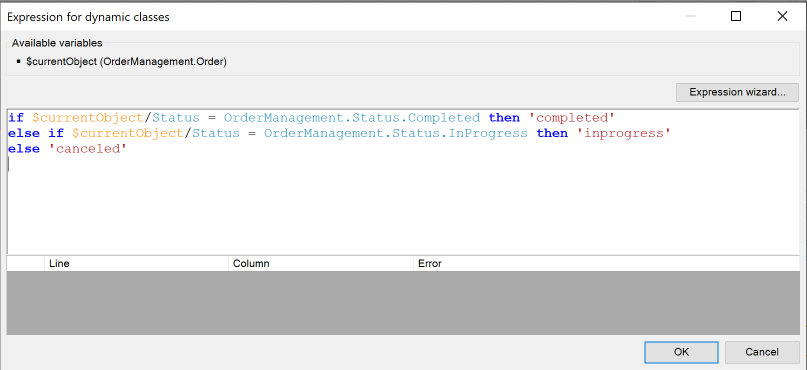 Expression for dynamic classes
Available variables
▪ $currentObject (OrderManagement.Order)
Expression wizard...
if $currentObject/Status = OrderManagement.Status.Completed then 'completed'
else if $currentObject/Status = OrderManagement.Status.InProgress then 'inprogress'
else 'canceled'
Line Column Error
OK Cancel